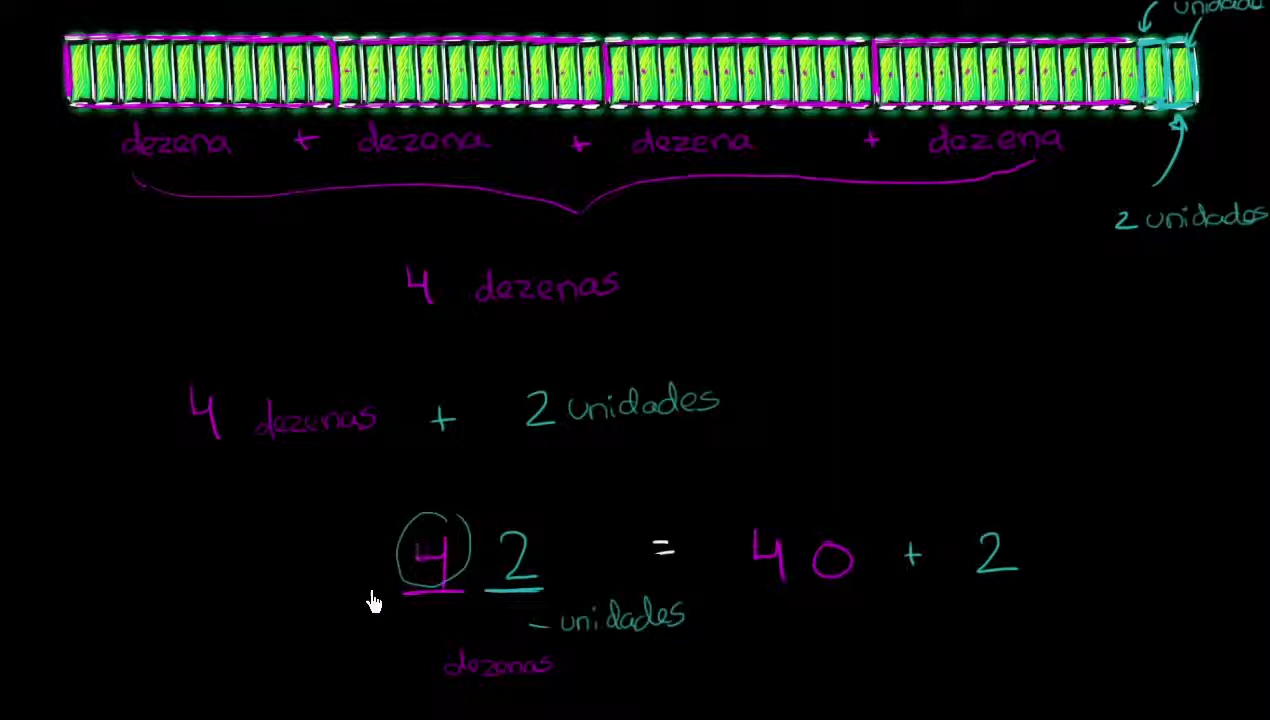 unidade
dezena + dezena + dezena + dezena
2 unidades
4 dezenas
4 dezenas + 2 unidades
42 = 40 + 2
- unidades
dezenas